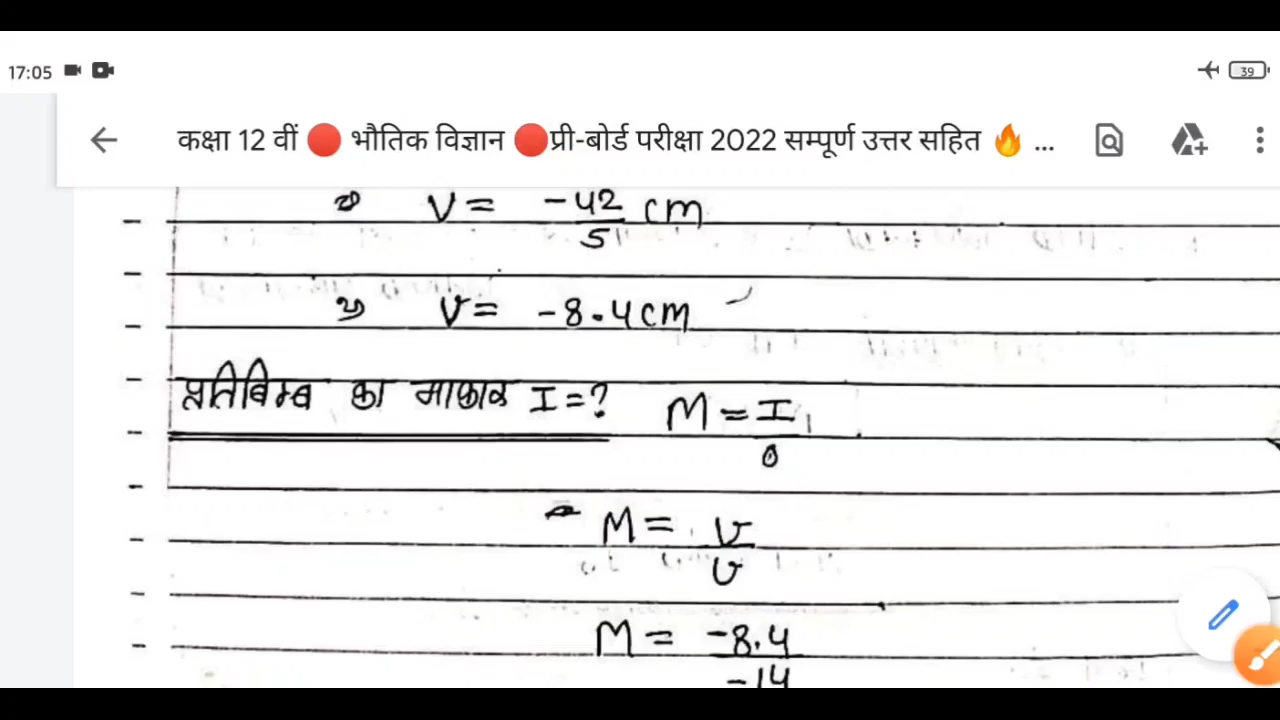 17:05
39
कक्षा 12 वीं 🔴 भौतिक विज्ञान 🔴प्री-बोर्ड परीक्षा 2022 सम्पूर्ण उत्तर सहित 🔥 ...
V = -42/5 cm
V = -8.4 cm
प्रतिबिम्ब का आकार I = ?
M = I/O
M = v/u
M = -8.4/-14